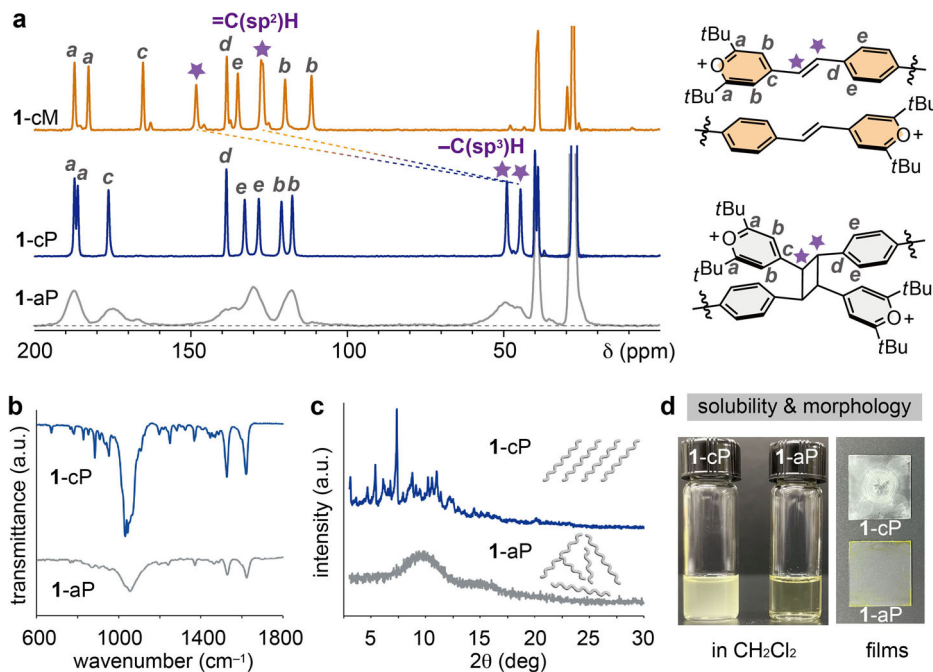 a
=C(sp²)H
a a c d e b b
1-cM
–C(sp³)H
a a c d e e b b
1-cP
1-aP
200 150 100 50
δ (ppm)
tBu a b e
+ O
c d
tBu a b e
tBu
O +
tBu
tBu a b e
+ O
c d
tBu a b e
tBu
O +
tBu
b
transmittance (a.u.)
1-cP
1-aP
600 1000 1400 1800
wavenumber (cm⁻¹)
c
intensity (a.u.)
1-cP
1-aP
5 10 15 20 25 30
2θ (deg)
d
solubility & morphology
1-cP 1-aP
1-cP
1-aP
in CH₂Cl₂ films